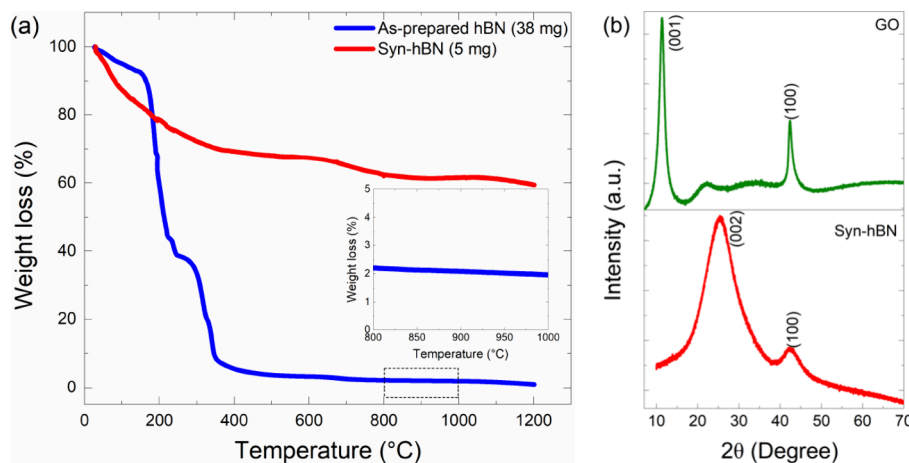 (a)
As-prepared hBN (38 mg)
Syn-hBN (5 mg)
Weight loss (%)
100
80
60
40
20
0
0 200 400 600 800 1000 1200
Temperature (°C)
Weight loss (%)
5
4
3
2
1
0
800 850 900 950 1000
Temperature (°C)
(b)
GO
(001)
(100)
Intensity (a.u.)
Syn-hBN
(002)
(100)
10 20 30 40 50 60 70
2θ (Degree)